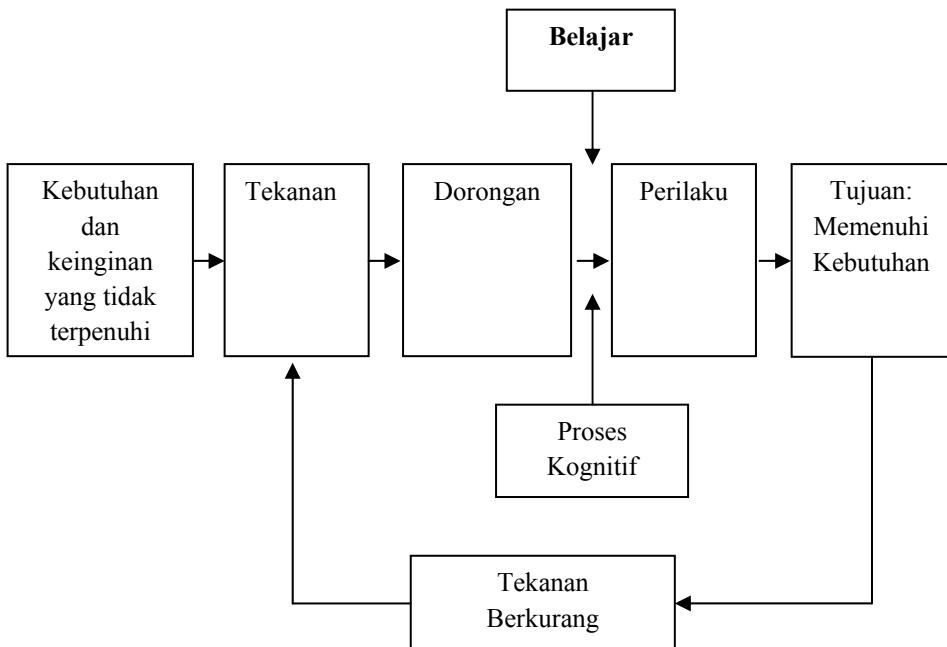 Belajar
Kebutuhan
dan
keinginan
yang tidak
terpenuhi
Tekanan
Dorongan
Perilaku
Tujuan:
Memenuhi
Kebutuhan
Proses
Kognitif
Tekanan
Berkurang